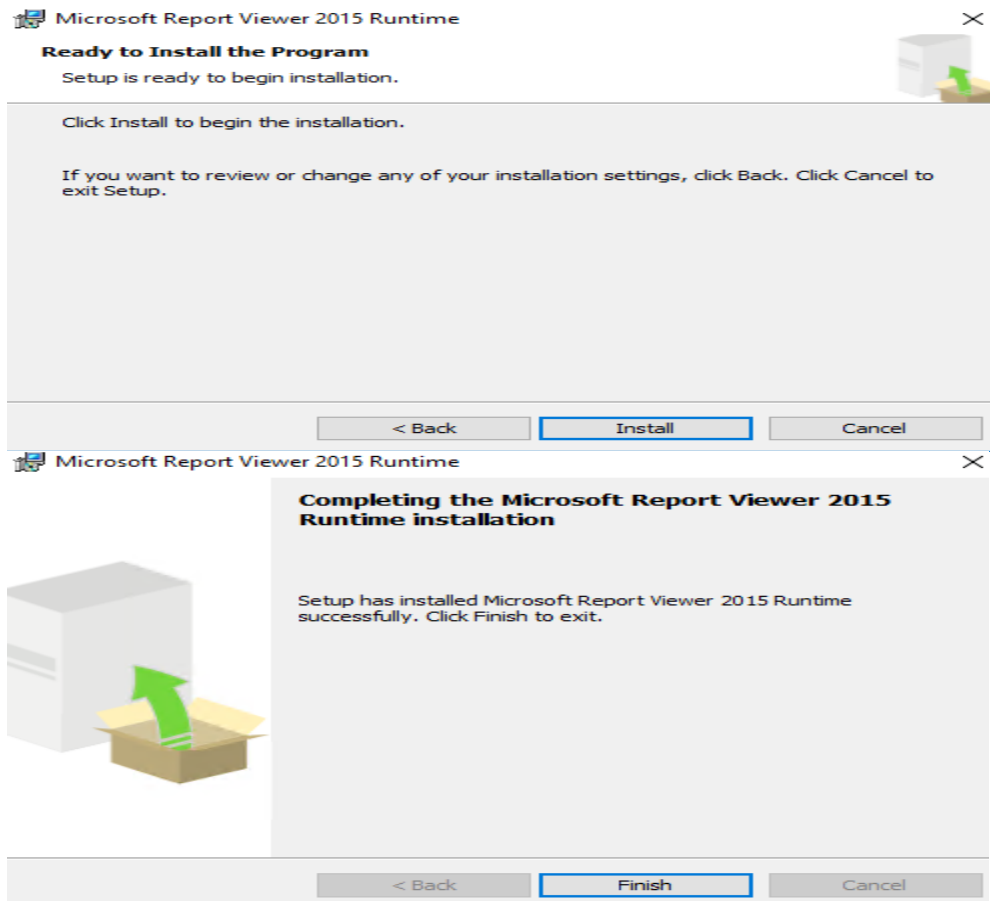 Microsoft Report Viewer 2015 Runtime
Ready to Install the Program
Setup is ready to begin installation.
Click Install to begin the installation.
If you want to review or change any of your installation settings, click Back. Click Cancel to
exit Setup.
< Back Install Cancel
Microsoft Report Viewer 2015 Runtime
Completing the Microsoft Report Viewer 2015
Runtime installation
Setup has installed Microsoft Report Viewer 2015 Runtime
successfully. Click Finish to exit.
< Back Finish Cancel